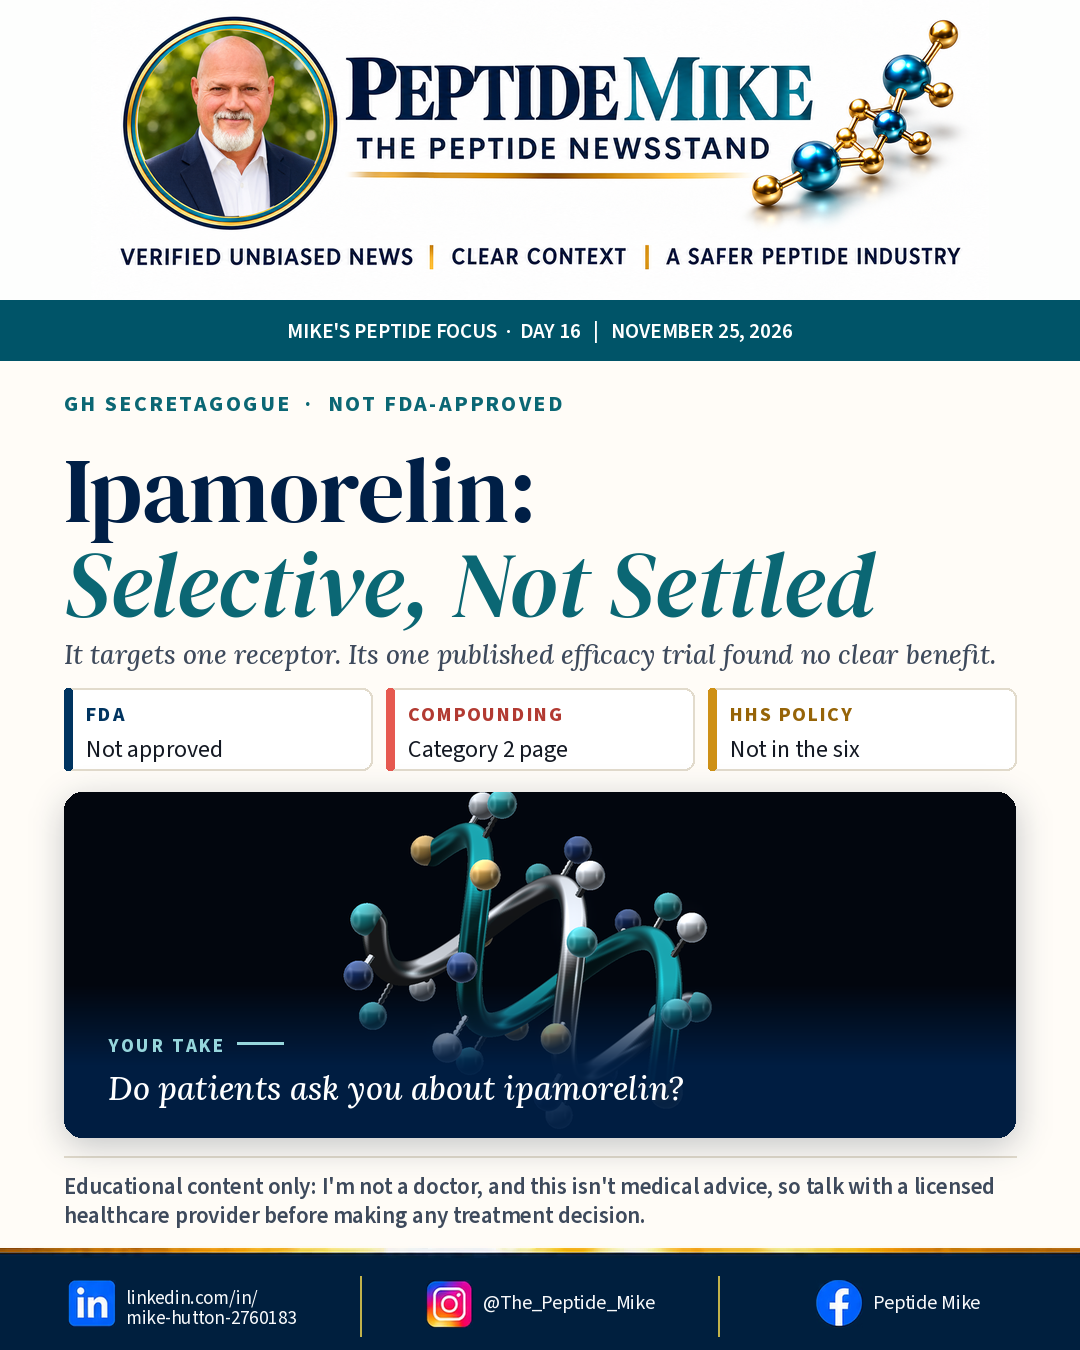 PEPTIDEMIKE
THE PEPTIDE NEWSSTAND
VERIFIED UNBIASED NEWS | CLEAR CONTEXT | A SAFER PEPTIDE INDUSTRY
MIKE'S PEPTIDE FOCUS · DAY 16 | NOVEMBER 25, 2026
GH SECRETAGOGUE · NOT FDA-APPROVED
Ipamorelin:
Selective, Not Settled
It targets one receptor. Its one published efficacy trial found no clear benefit.
FDA
Not approved
COMPOUNDING
Category 2 page
HHS POLICY
Not in the six
YOUR TAKE
Do patients ask you about ipamorelin?
Educational content only: I'm not a doctor, and this isn't medical advice, so talk with a licensed
healthcare provider before making any treatment decision.
linkedin.com/in/
mike-hutton-2760183
@The_Peptide_Mike
Peptide Mike